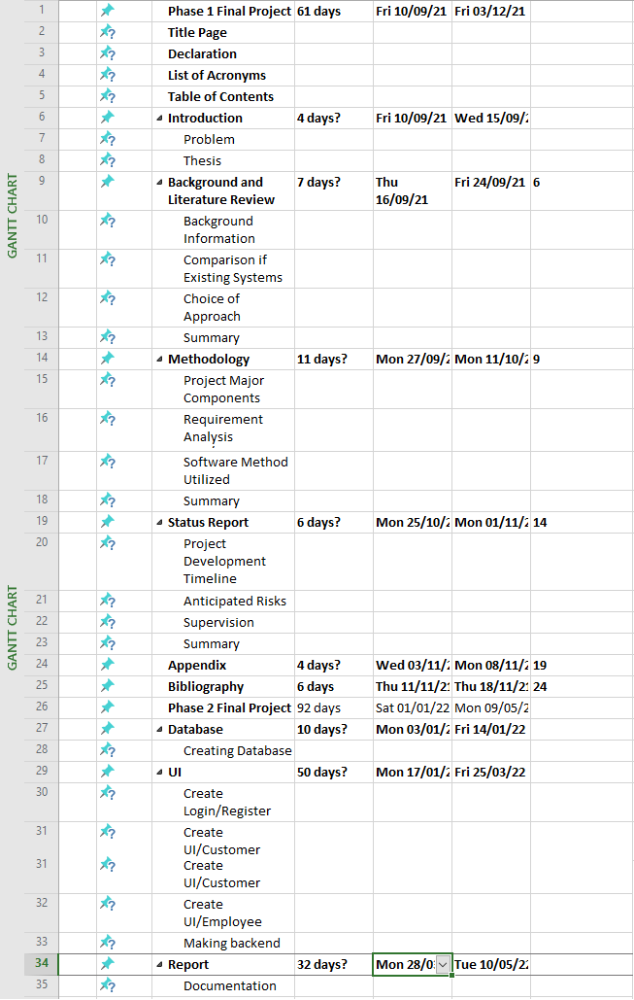 1 Phase 1 Final Project 61 days Fri 10/09/21 Fri 03/12/21
2 Title Page
3 Declaration
4 List of Acronyms
5 Table of Contents
6 Introduction 4 days? Fri 10/09/21 Wed 15/09/2
7 Problem
8 Thesis
9 Background and 7 days? Thu Fri 24/09/21 6
Literature Review 16/09/21
GANTT CHART
10 Background
Information
11 Comparison if
Existing Systems
12 Choice of
Approach
13 Summary
14 Methodology 11 days? Mon 27/09/2 Mon 11/10/2 9
15 Project Major
Components
16 Requirement
Analysis
17 Software Method
Utilized
18 Summary
19 Status Report 6 days? Mon 25/10/2 Mon 01/11/2 14
20 Project
Development
Timeline
21 Anticipated Risks
GANTT CHART
22 Supervision
23 Summary
24 Appendix 4 days? Wed 03/11/2 Mon 08/11/2 19
25 Bibliography 6 days Thu 11/11/21 Thu 18/11/21 24
26 Phase 2 Final Project 92 days Sat 01/01/22 Mon 09/05/2
27 Database 10 days? Mon 03/01/2 Fri 14/01/22
28 Creating Database
29 UI 50 days? Mon 17/01/2 Fri 25/03/22
30 Create
Login/Register
31 Create
UI/Customer
31 Create
UI/Customer
32 Create
UI/Employee
33 Making backend
34 Report 32 days? Mon 28/0 Tue 10/05/22
35 Documentation